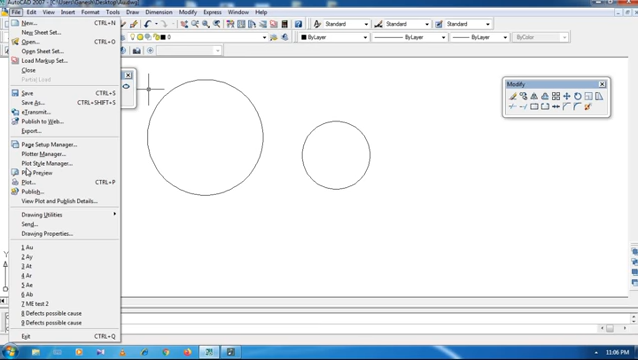 AutoCAD 2007 - [C:\Users\Ganesh\Desktop\Au.dwg]
File Edit View Insert Format Tools Draw Dimension Modify Express Window Help
New... CTRL+N
New Sheet Set...
Open... CTRL+O
Open Sheet Set...
Load Markup Set...
Close
Partial Load
Save CTRL+S
Save As... CTRL+SHIFT+S
eTransmit...
Publish to Web...
Export...
Page Setup Manager...
Plotter Manager...
Plot Style Manager...
Plot Preview
Plot... CTRL+P
Publish...
View Plot and Publish Details...
Drawing Utilities
Send...
Drawing Properties...
1 Au
2 Ay
3 At
4 Ar
5 Ae
6 Ab
7 ME test 2
8 Defects possible cause
9 Defects possible cause
Exit CTRL+Q
0
Standard
Standard
ByLayer
ByLayer
ByLayer
ByColor
Modify
11:06 PM